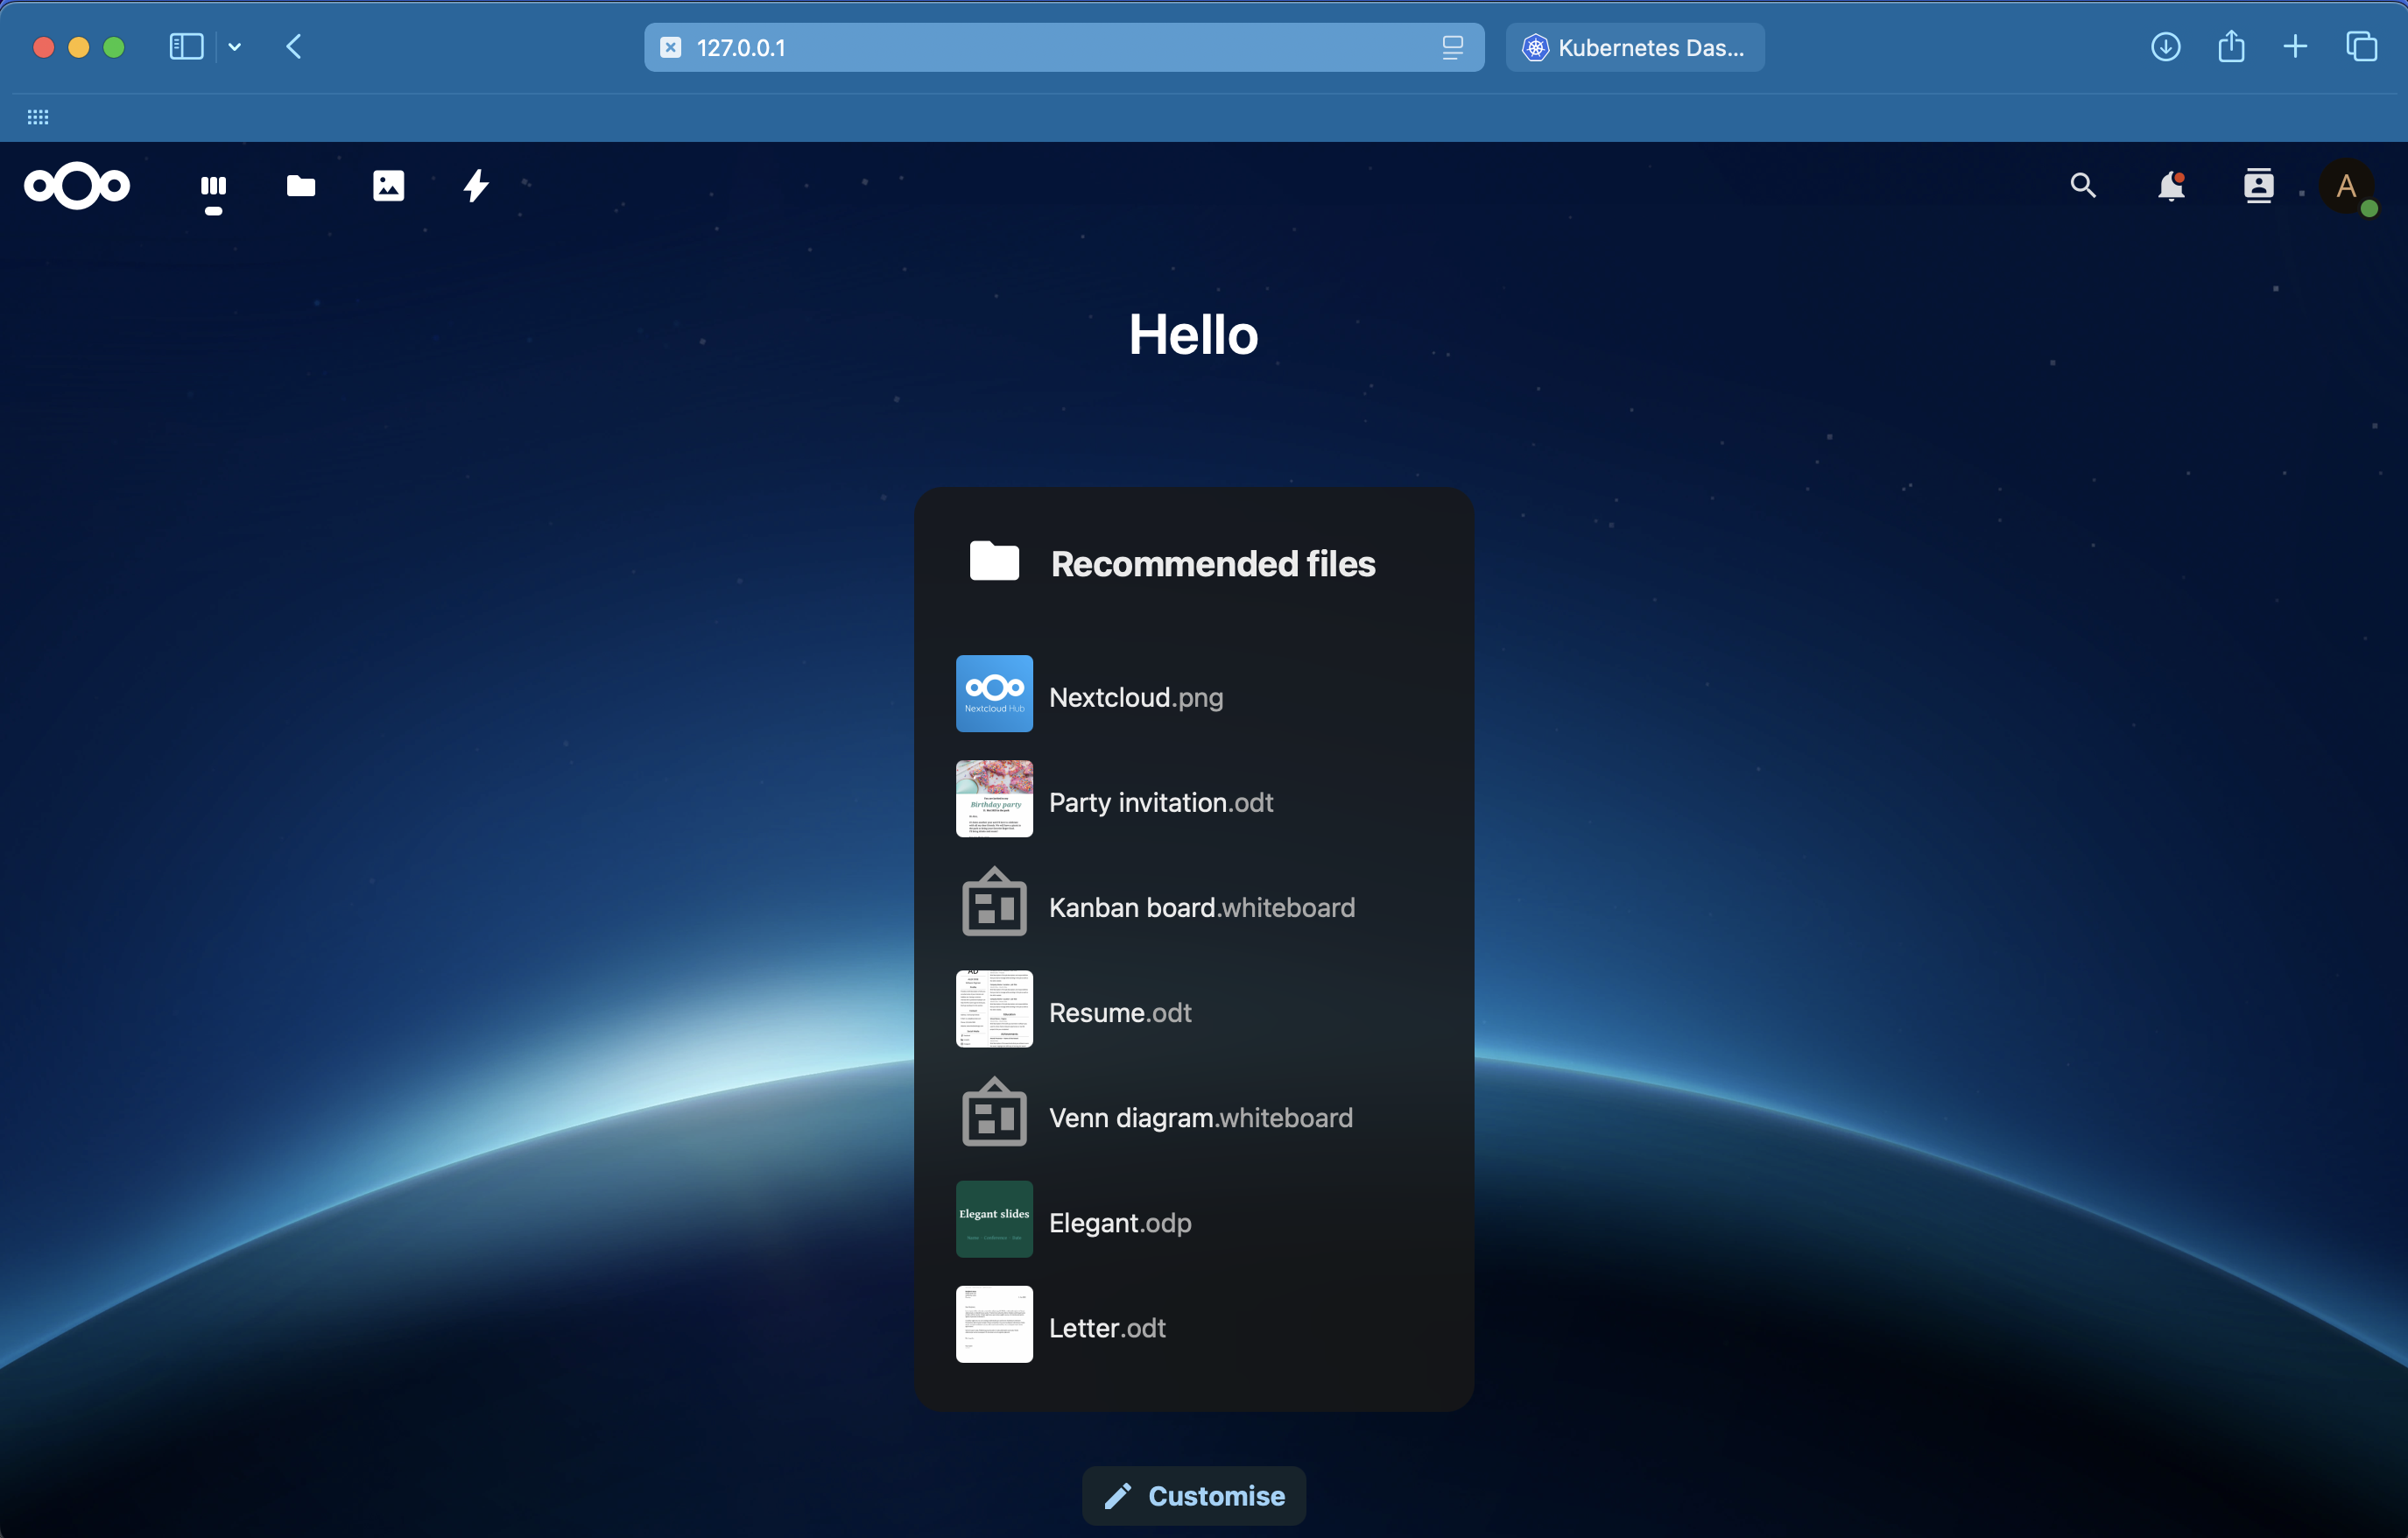 127.0.0.1
Kubernetes Das...
A
Hello
Recommended files
Nextcloud Hub
Nextcloud.png
Birthday party
Party invitation.odt
Kanban board.whiteboard
AD
Resume.odt
Venn diagram.whiteboard
Elegant slides
Elegant.odp
Letter.odt
Customise